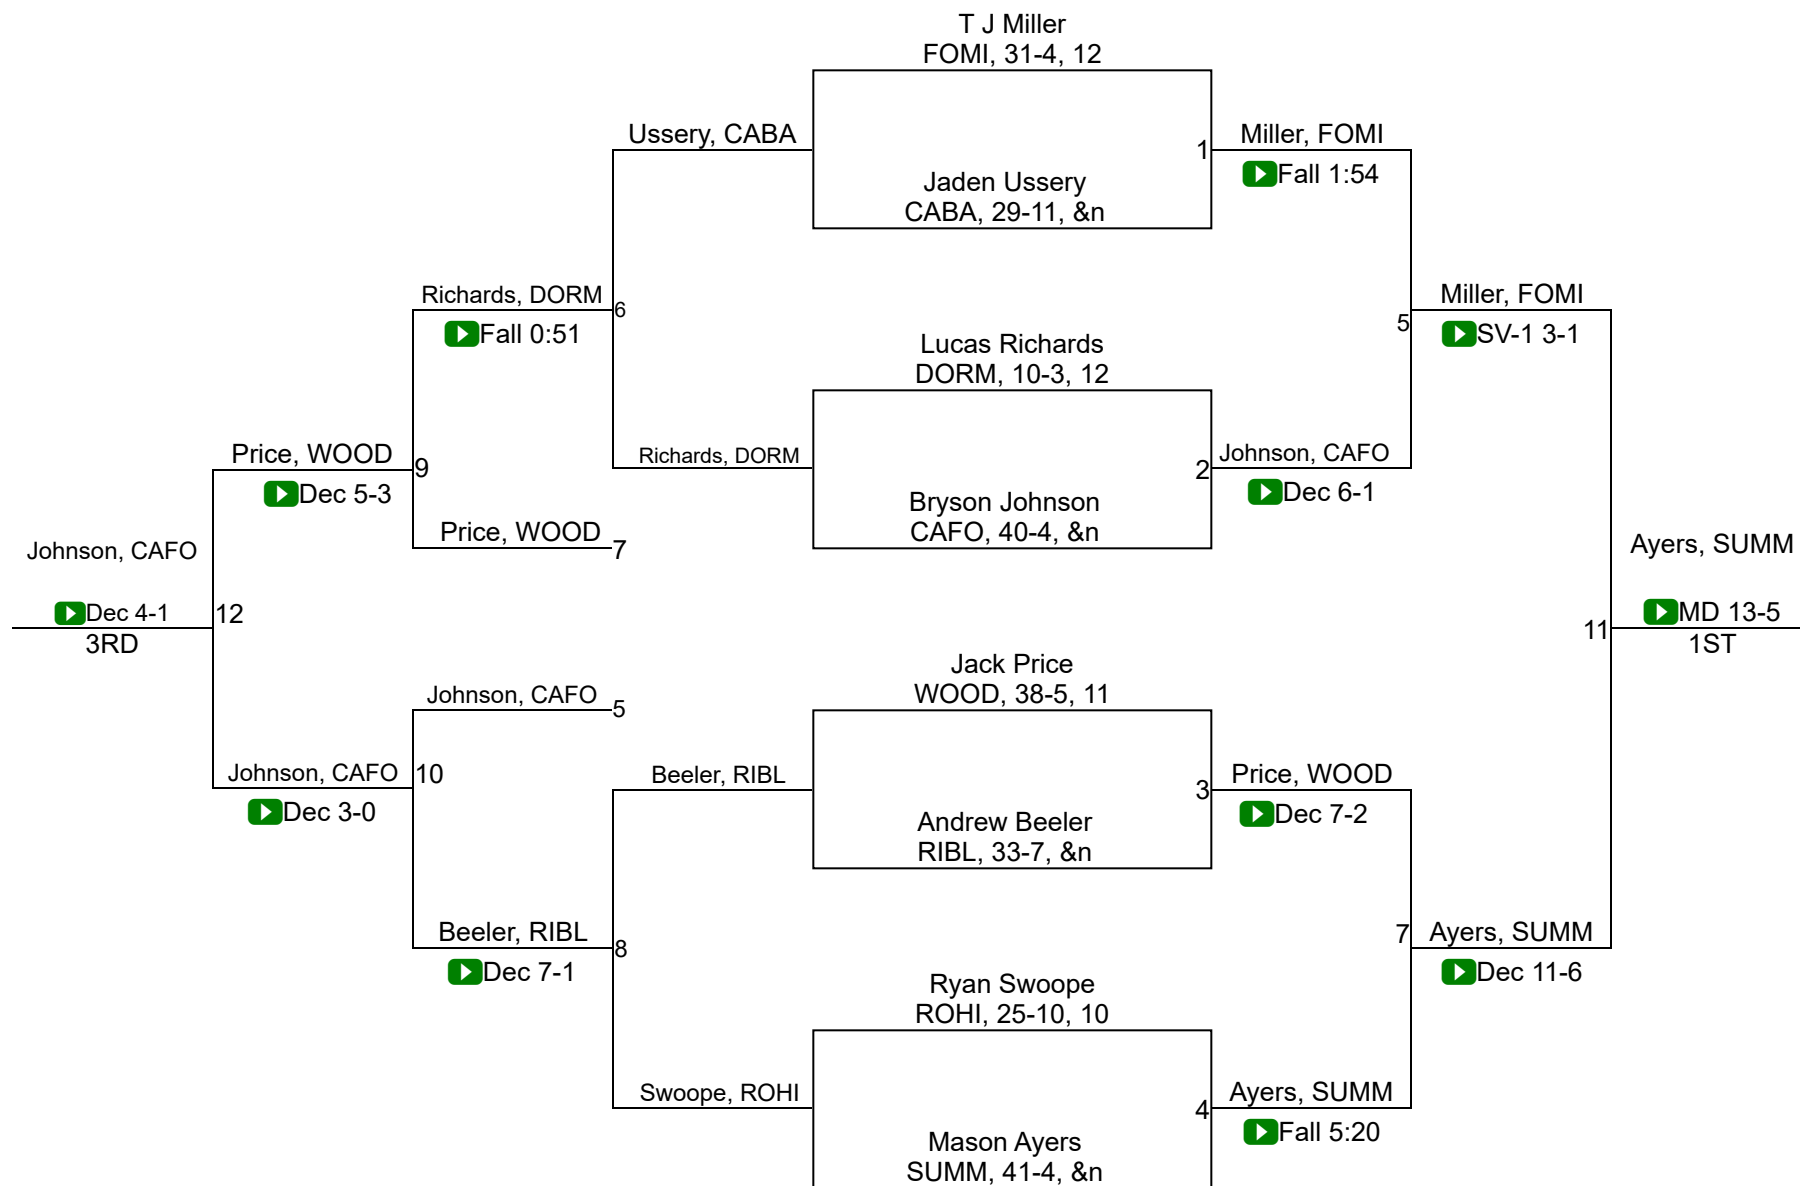 T J Miller
FOMI, 31-4, 12
Ussery, CABA
1
Miller, FOMI
Fall 1:54
Jaden Ussery
CABA, 29-11, &n
Richards, DORM
6
Fall 0:51
5
Miller, FOMI
SV-1 3-1
Lucas Richards
DORM, 10-3, 12
Price, WOOD
9
Dec 5-3
Richards, DORM
2
Johnson, CAFO
Dec 6-1
Bryson Johnson
CAFO, 40-4, &n
Price, WOOD
7
Johnson, CAFO
Dec 4-1
12
3RD
Ayers, SUMM
11
MD 13-5
1ST
Jack Price
WOOD, 38-5, 11
Johnson, CAFO
5
Johnson, CAFO
10
Dec 3-0
Beeler, RIBL
3
Price, WOOD
Dec 7-2
Andrew Beeler
RIBL, 33-7, &n
Beeler, RIBL
8
Dec 7-1
7
Ayers, SUMM
Dec 11-6
Ryan Swoope
ROHI, 25-10, 10
Swoope, ROHI
4
Ayers, SUMM
Fall 5:20
Mason Ayers
SUMM, 41-4, &n